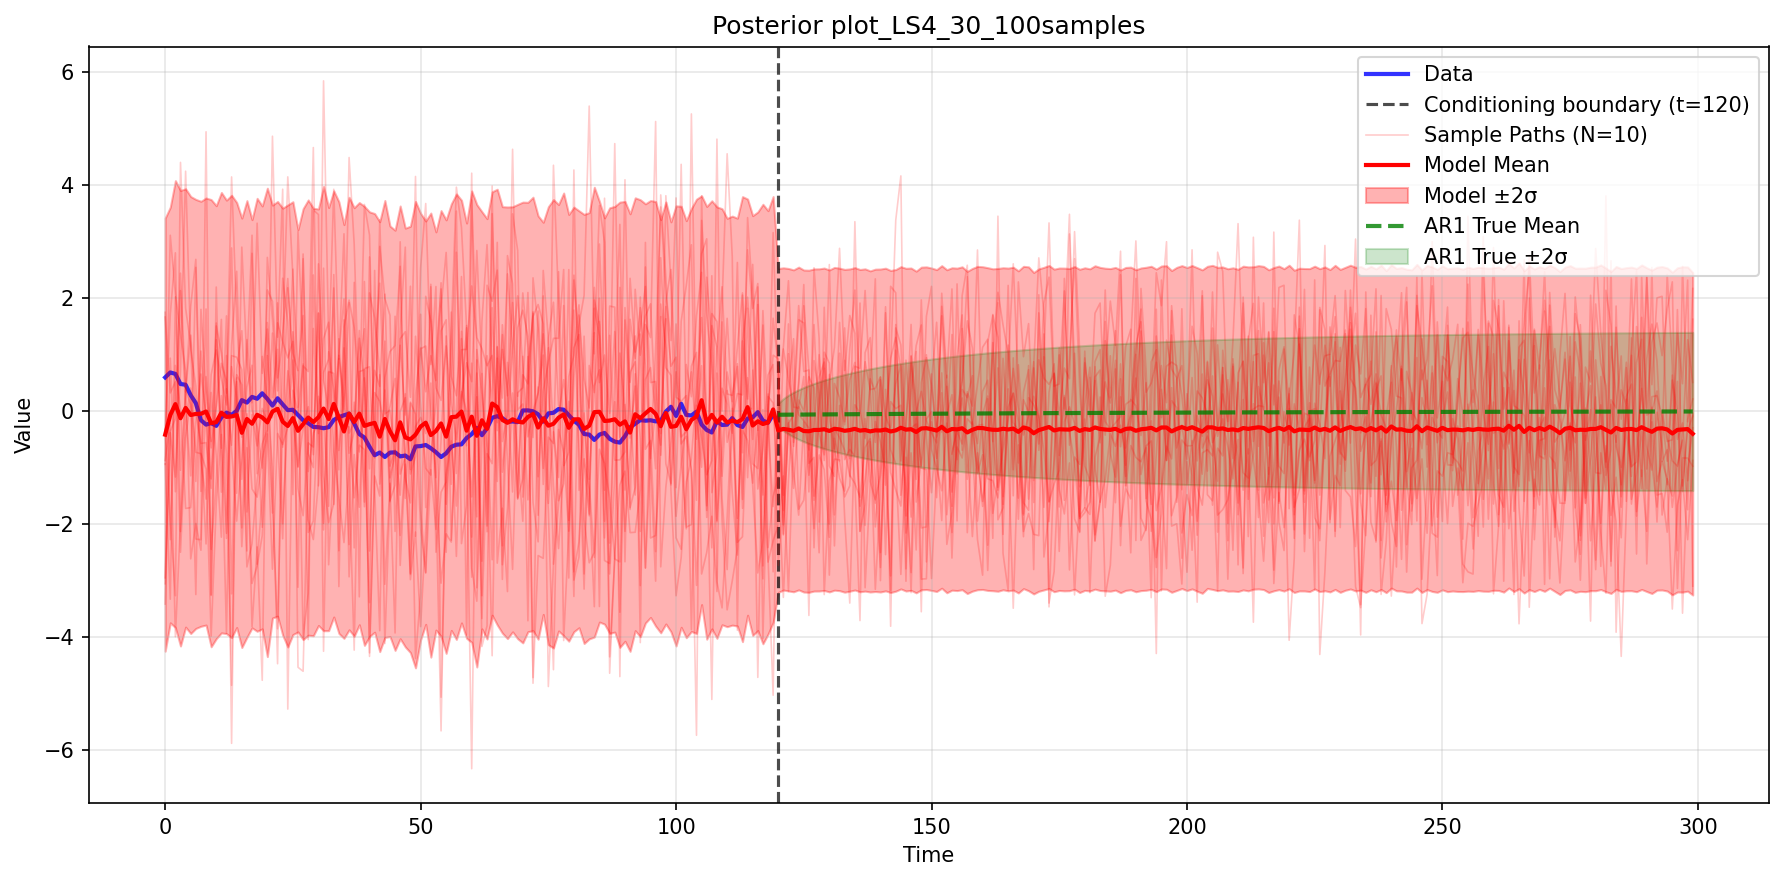 Posterior plot_LS4_30_100samples
Value
6
4
2
0
−2
−4
−6
Data
Conditioning boundary (t=120)
Sample Paths (N=10)
Model Mean
Model ±2σ
AR1 True Mean
AR1 True ±2σ
0 50 100 150 200 250 300
Time